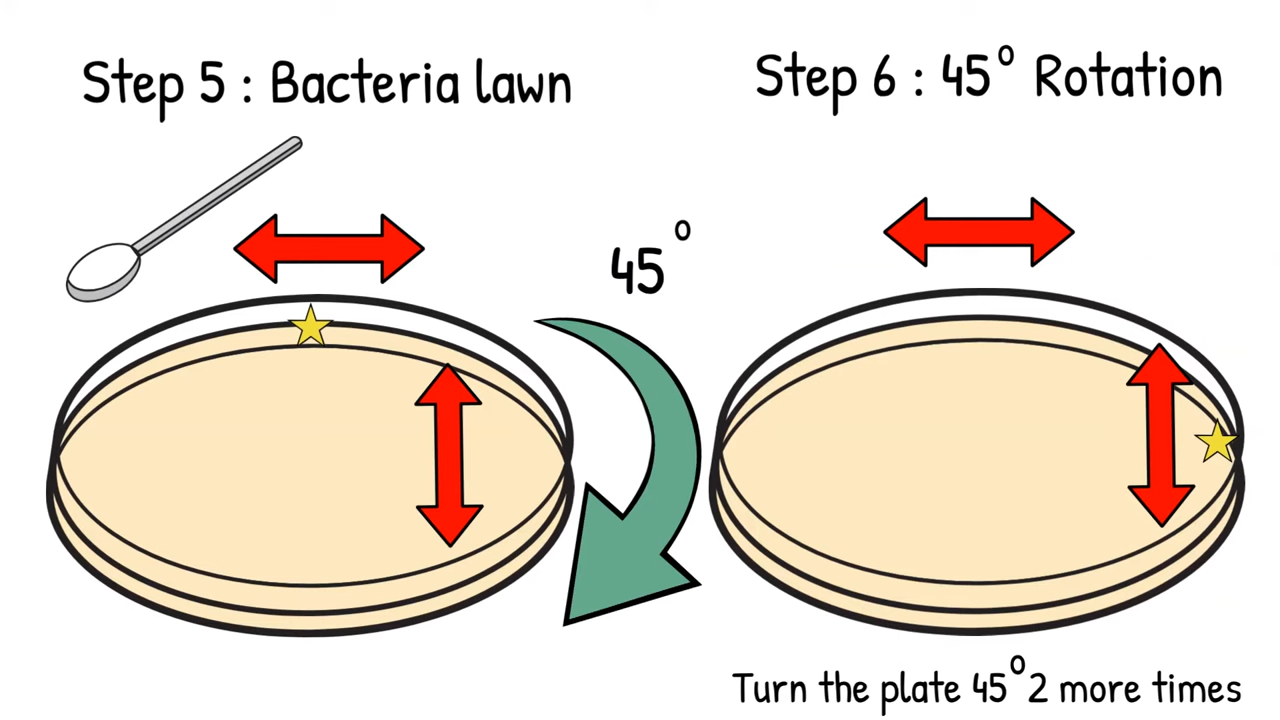 Step 5 : Bacteria lawn
Step 6 : 45° Rotation
45°
Turn the plate 45° 2 more times